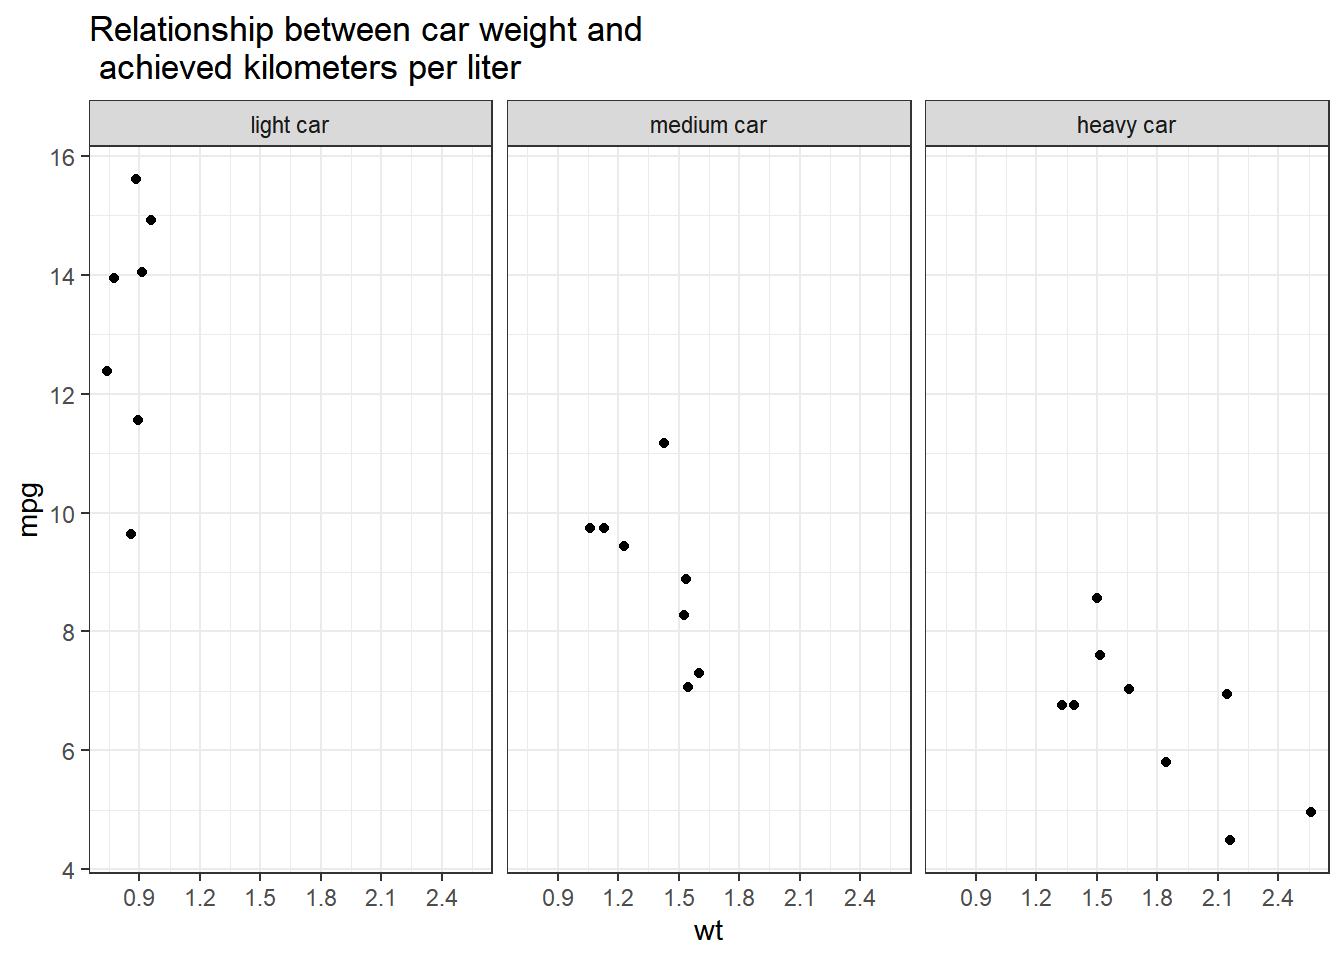 Relationship between car weight and
achieved kilometers per liter
light car
medium car
heavy car
mpg
16
14
12
10
8
6
4
0.9 1.2 1.5 1.8 2.1 2.4
0.9 1.2 1.5 1.8 2.1 2.4
0.9 1.2 1.5 1.8 2.1 2.4
wt